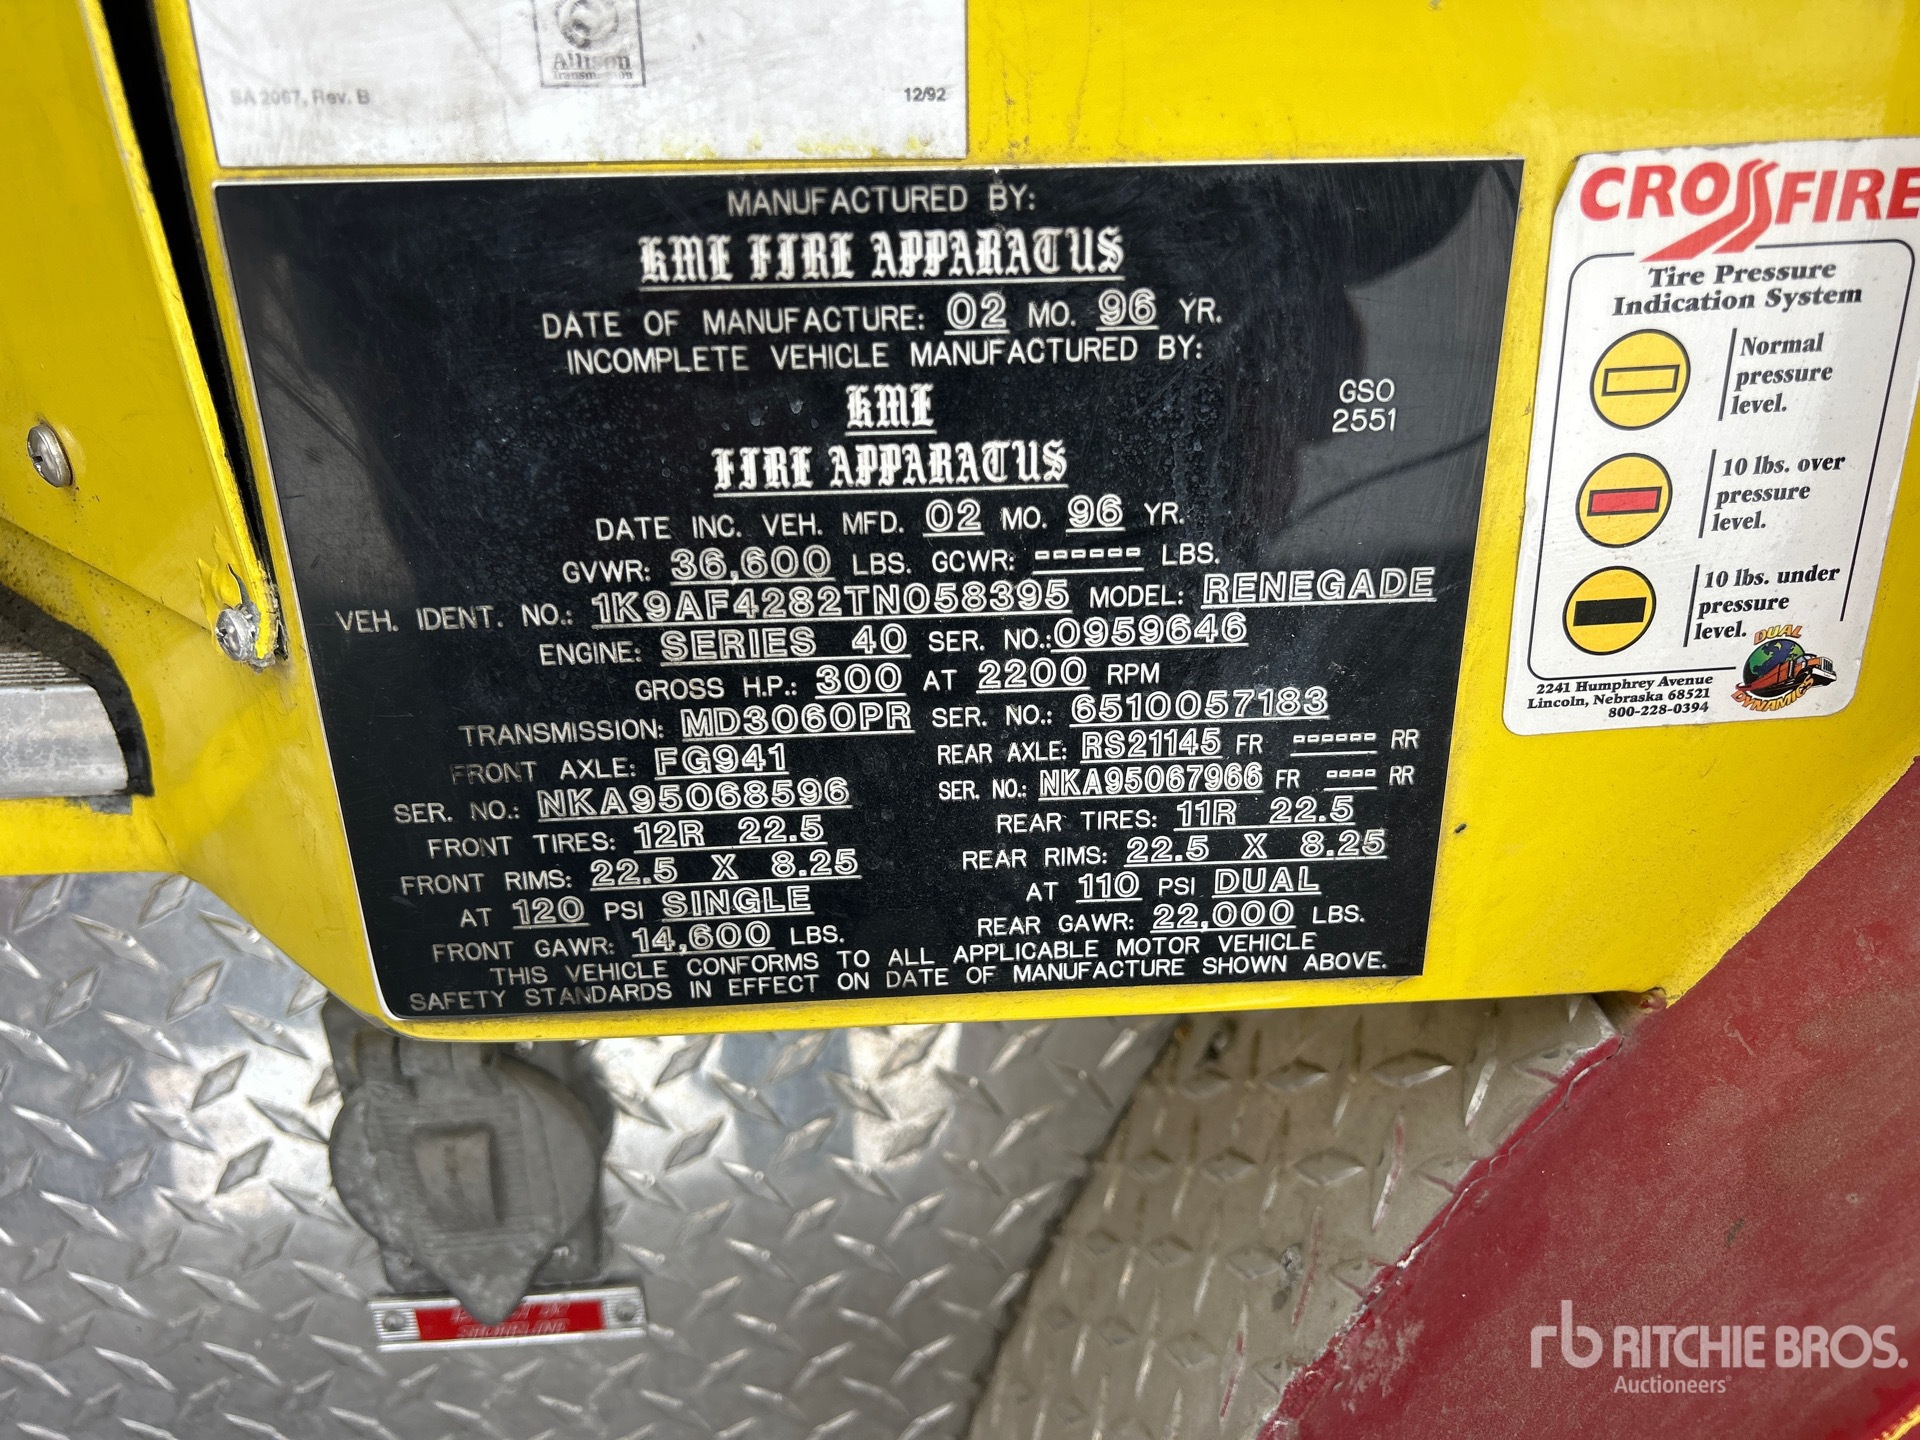 Allison
Transmission
SA 2067, Rev. B
12/92
MANUFACTURED BY:
KME FIRE APPARATUS
DATE OF MANUFACTURE: 02 MO. 96 YR.
INCOMPLETE VEHICLE MANUFACTURED BY:
KME
FIRE APPARATUS
GSO
2551
DATE INC. VEH. MFD. 02 MO. 96 YR.
GVWR: 36,600 LBS. GCWR: ------ LBS.
VEH. IDENT. NO.: 1K9AF4282TN058395 MODEL: RENEGADE
ENGINE: SERIES 40 SER. NO.: 0959646
GROSS H.P.: 300 AT 2200 RPM
TRANSMISSION: MD3060PR SER. NO.: 6510057183
FRONT AXLE: FG941 REAR AXLE: RS21145 FR ------ RR
SER. NO.: NKA95068596 SER. NO.: NKA95067966 FR ---- RR
FRONT TIRES: 12R 22.5 REAR TIRES: 11R 22.5
FRONT RIMS: 22.5 X 8.25 REAR RIMS: 22.5 X 8.25
AT 120 PSI SINGLE AT 110 PSI DUAL
FRONT GAWR: 14,600 LBS. REAR GAWR: 22,000 LBS.
THIS VEHICLE CONFORMS TO ALL APPLICABLE MOTOR VEHICLE
SAFETY STANDARDS IN EFFECT ON DATE OF MANUFACTURE SHOWN ABOVE.
CROSSFIRE
Tire Pressure
Indication System
Normal
pressure
level.
10 lbs. over
pressure
level.
10 lbs. under
pressure
level.
DUAL
DYNAMICS
2241 Humphrey Avenue
Lincoln, Nebraska 68521
800-228-0394
rb RITCHIE BROS.
Auctioneers